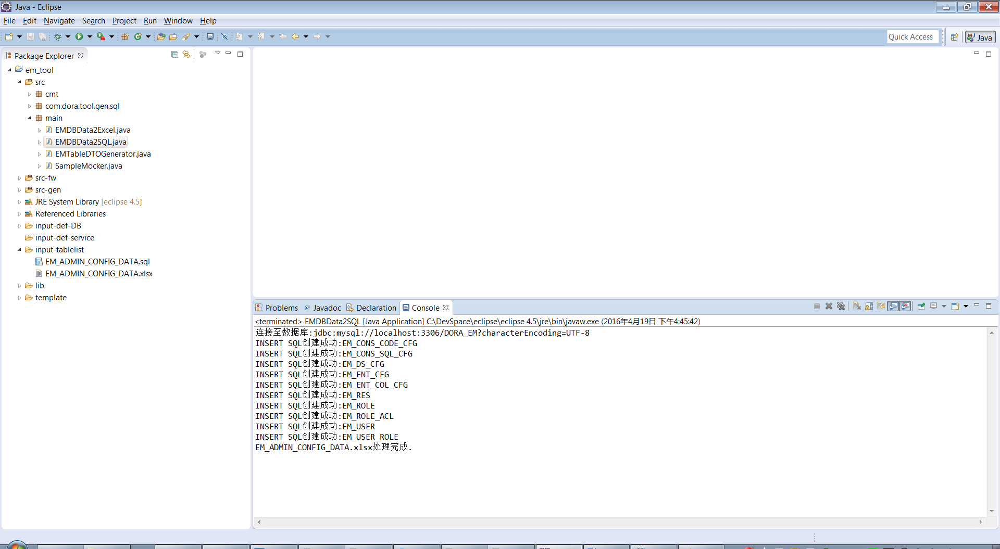 Java - Eclipse
File Edit Navigate Search Project Run Window Help
Quick Access
Java
Package Explorer
em_tool
src
cmt
com.dora.tool.gen.sql
main
EMDBData2Excel.java
EMDBData2SQL.java
EMTableDTOGenerator.java
SampleMocker.java
src-fw
src-gen
JRE System Library [eclipse 4.5]
Referenced Libraries
input-def-DB
input-def-service
input-tablelist
EM_ADMIN_CONFIG_DATA.sql
EM_ADMIN_CONFIG_DATA.xlsx
lib
template
Problems @ Javadoc Declaration Console
<terminated> EMDBData2SQL [Java Application] C:\DevSpace\eclipse\eclipse 4.5\jre\bin\javaw.exe (2016年4月19日 下午4:45:42)
连接至数据库:jdbc:mysql://localhost:3306/DORA_EM?characterEncoding=UTF-8
INSERT SQL创建成功:EM_CONS_CODE_CFG
INSERT SQL创建成功:EM_CONS_SQL_CFG
INSERT SQL创建成功:EM_DS_CFG
INSERT SQL创建成功:EM_ENT_CFG
INSERT SQL创建成功:EM_ENT_COL_CFG
INSERT SQL创建成功:EM_RES
INSERT SQL创建成功:EM_ROLE
INSERT SQL创建成功:EM_ROLE_ACL
INSERT SQL创建成功:EM_USER
INSERT SQL创建成功:EM_USER_ROLE
EM_ADMIN_CONFIG_DATA.xlsx处理完成.